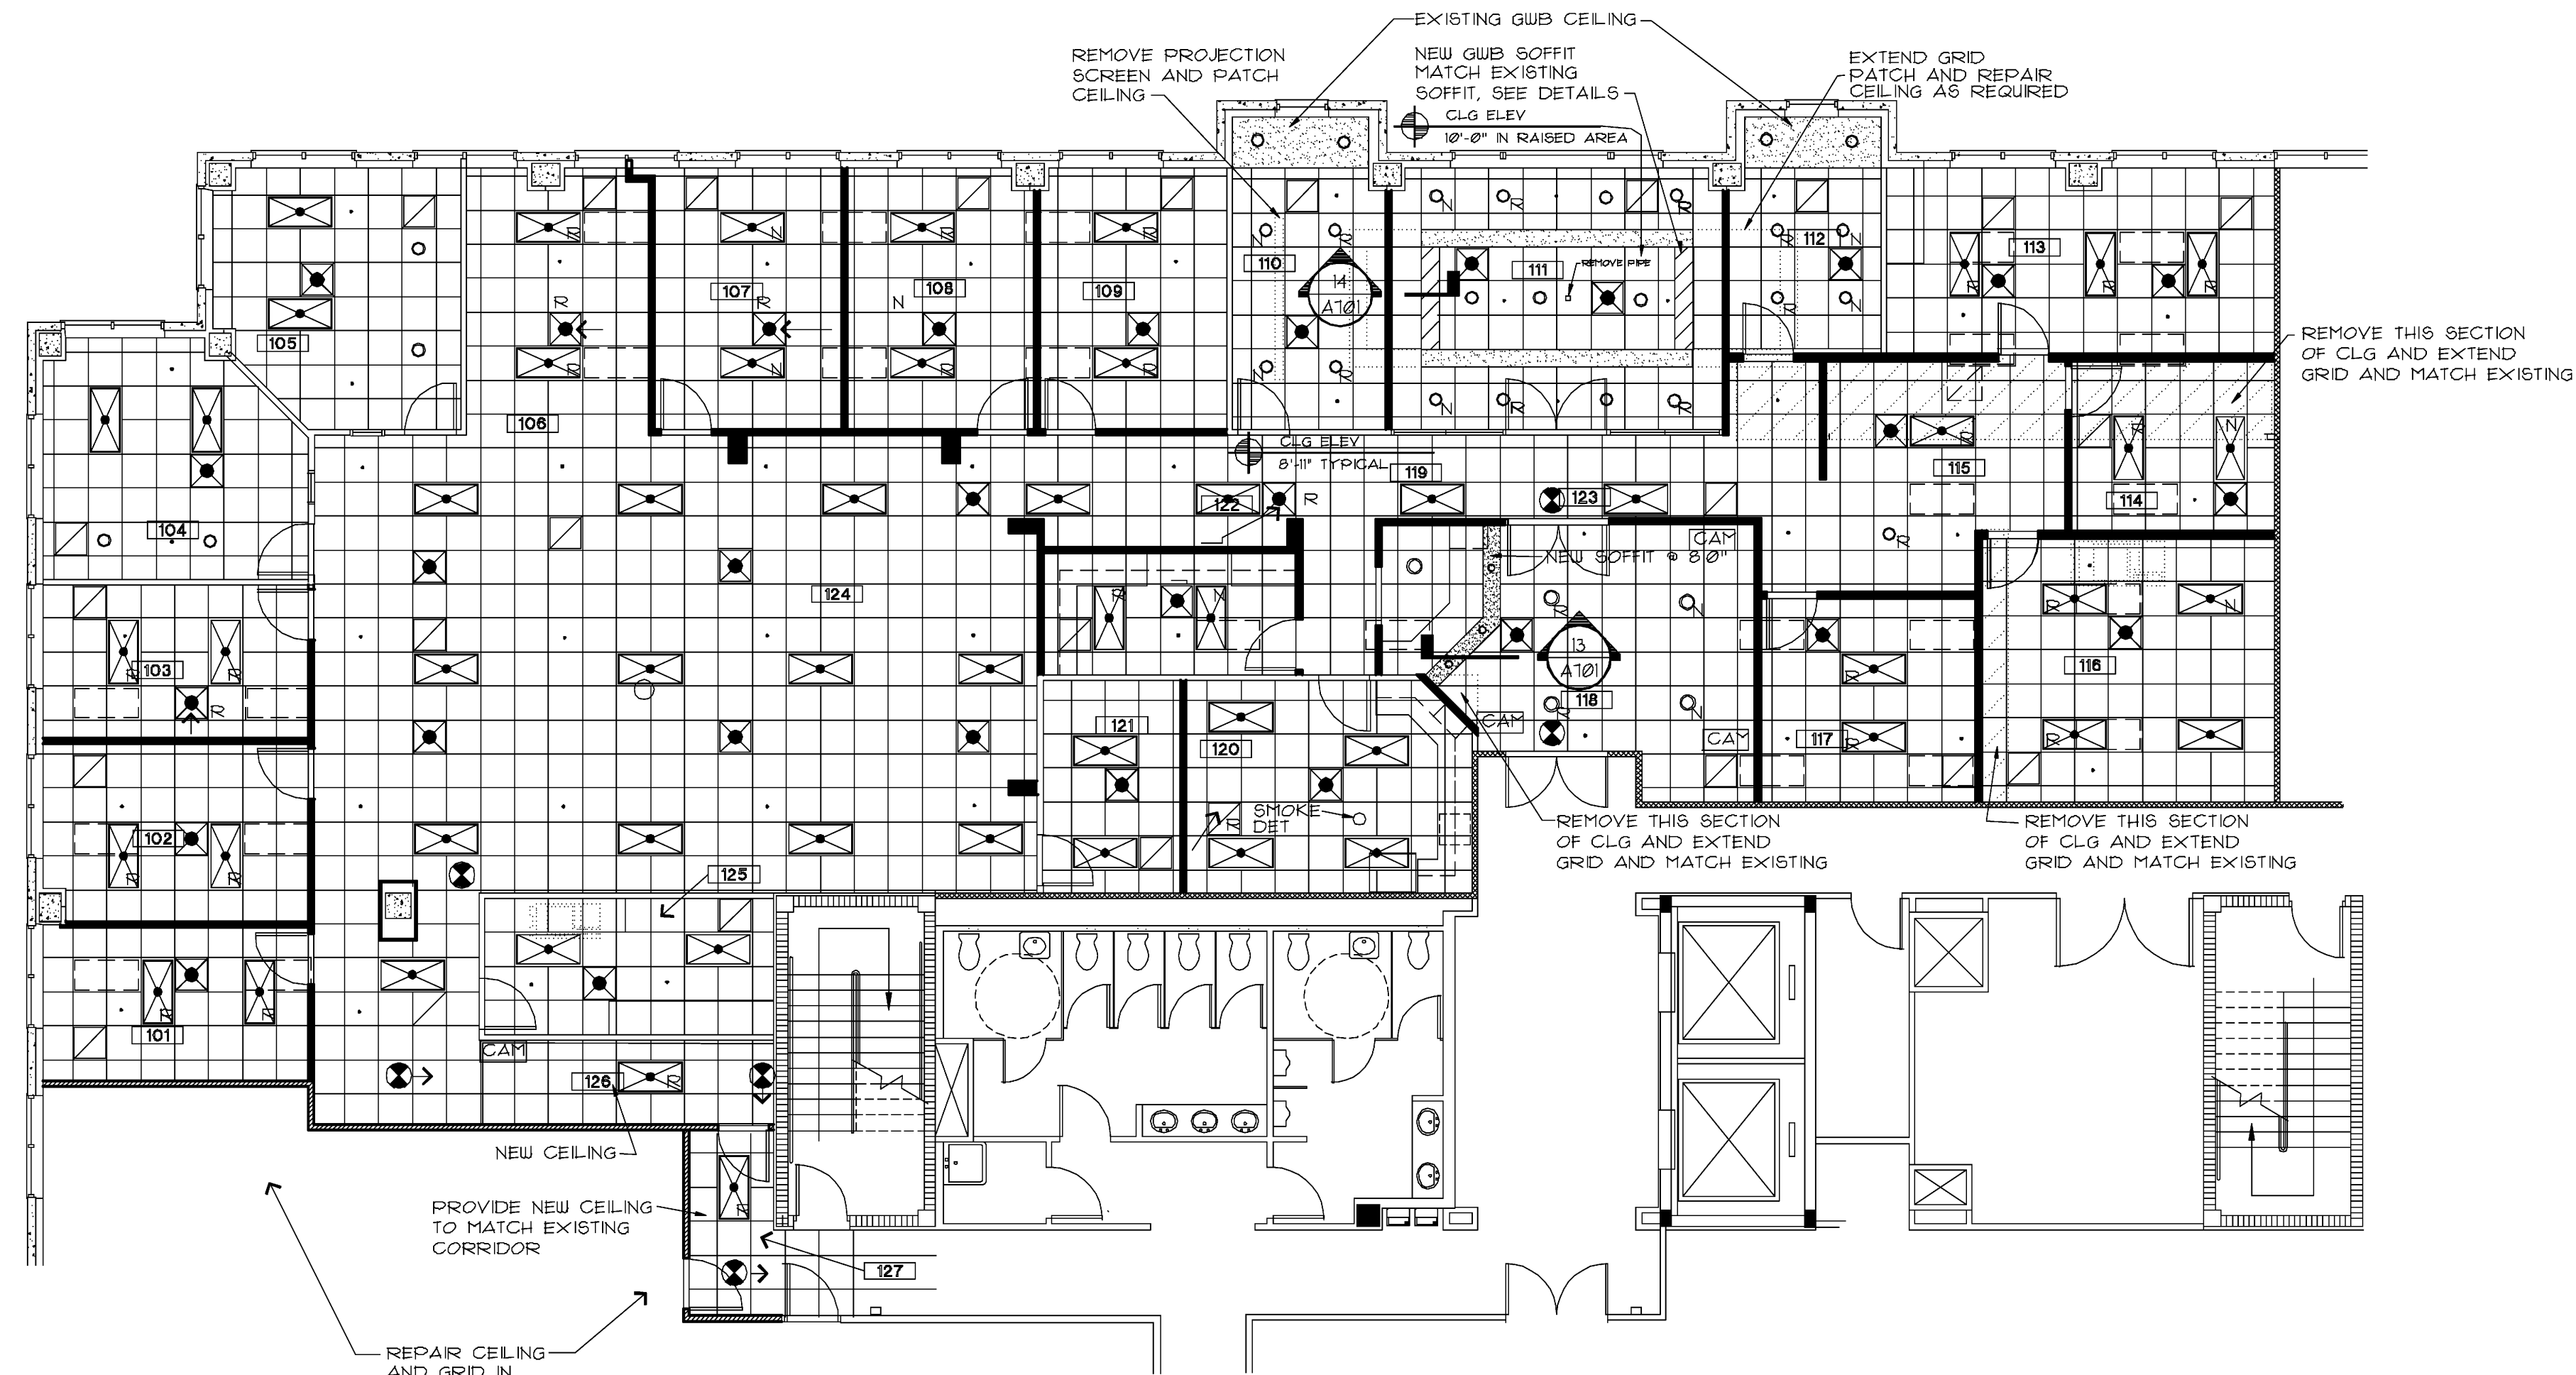 EXISTING GWB CEILING
REMOVE PROJECTION
SCREEN AND PATCH
CEILING
NEW GWB SOFFIT
MATCH EXISTING
SOFFIT, SEE DETAILS
CLG ELEV
10'-0" IN RAISED AREA
EXTEND GRID
PATCH AND REPAIR
CEILING AS REQUIRED
N
R
N
R
N
R
110
14
A701
111
REMOVE PIPE
R
N
112
R
N
113
R
R
R
R
N
R
R
107
108
109
R
R
N
105
R
N
R
R
N
R
N
R
R
REMOVE THIS SECTION
OF CLG AND EXTEND
GRID AND MATCH EXISTING
106
CLG ELEV
8'-11" TYPICAL
119
R
R
N
115
114
122
R
123
104
CAM
NEW SOFFIT @ 8'0"
R
124
R
N
R
N
R
N
13
A701
103
R
R
R
116
R
118
R
N
CAM
CAM
121
120
117
R
R
R
102
R
R
SMOKE
DET
R
REMOVE THIS SECTION
OF CLG AND EXTEND
GRID AND MATCH EXISTING
REMOVE THIS SECTION
OF CLG AND EXTEND
GRID AND MATCH EXISTING
125
R
R
101
CAM
126
R
NEW CEILING
PROVIDE NEW CEILING
TO MATCH EXISTING
CORRIDOR
R
127
REPAIR CEILING
AND GRID IN